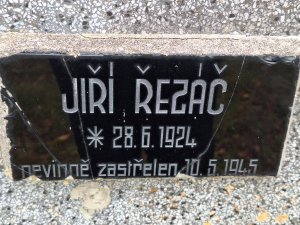 JIŘÍ ŘEZÁČ
* 28. 6. 1924
nevinně zastřelen 10. 5. 1945